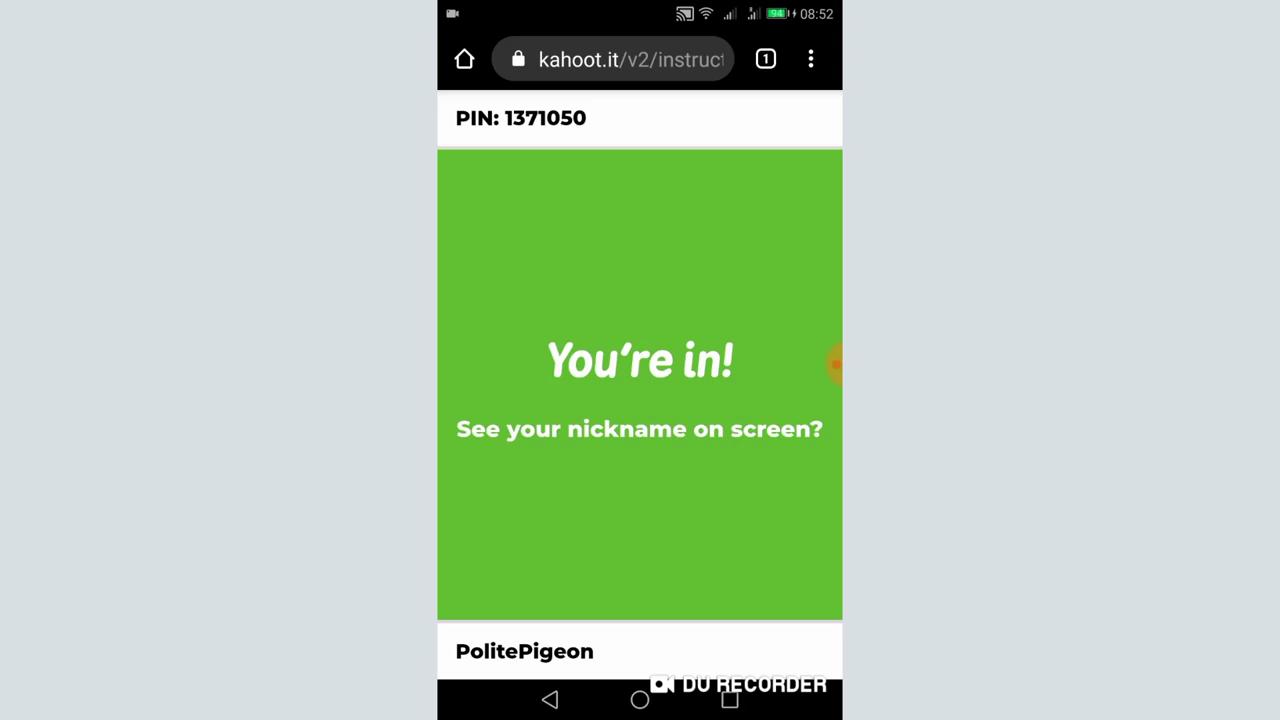 94 08:52
kahoot.it/v2/instruct
1
PIN: 1371050
You're in!
See your nickname on screen?
PolitePigeon
DU RECORDER